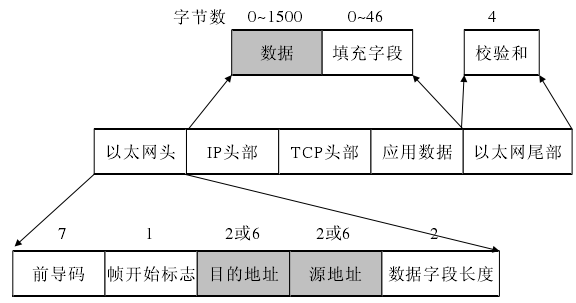 字节数 0~1500 0~46 4
数据 填充字段 校验和
以太网头 IP头部 TCP头部 应用数据 以太网尾部
7 1 2或6 2或6 2
前导码 帧开始标志 目的地址 源地址 数据字段长度